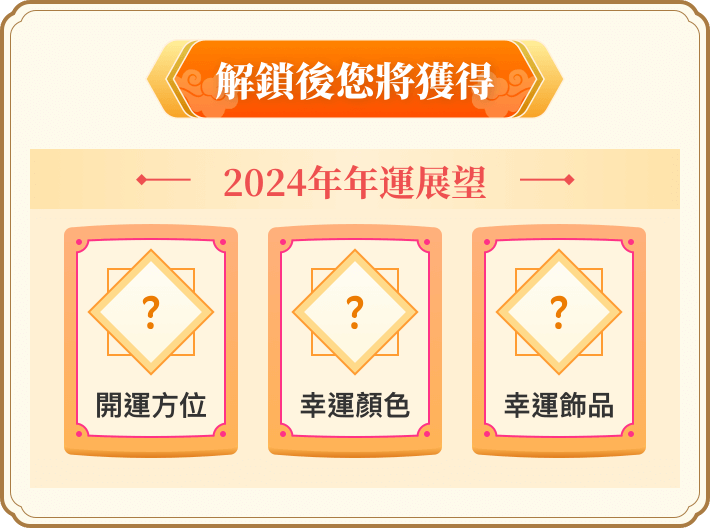 解鎖後您將獲得
2024年年運展望
?
?
?
開運方位
幸運顏色
幸運飾品